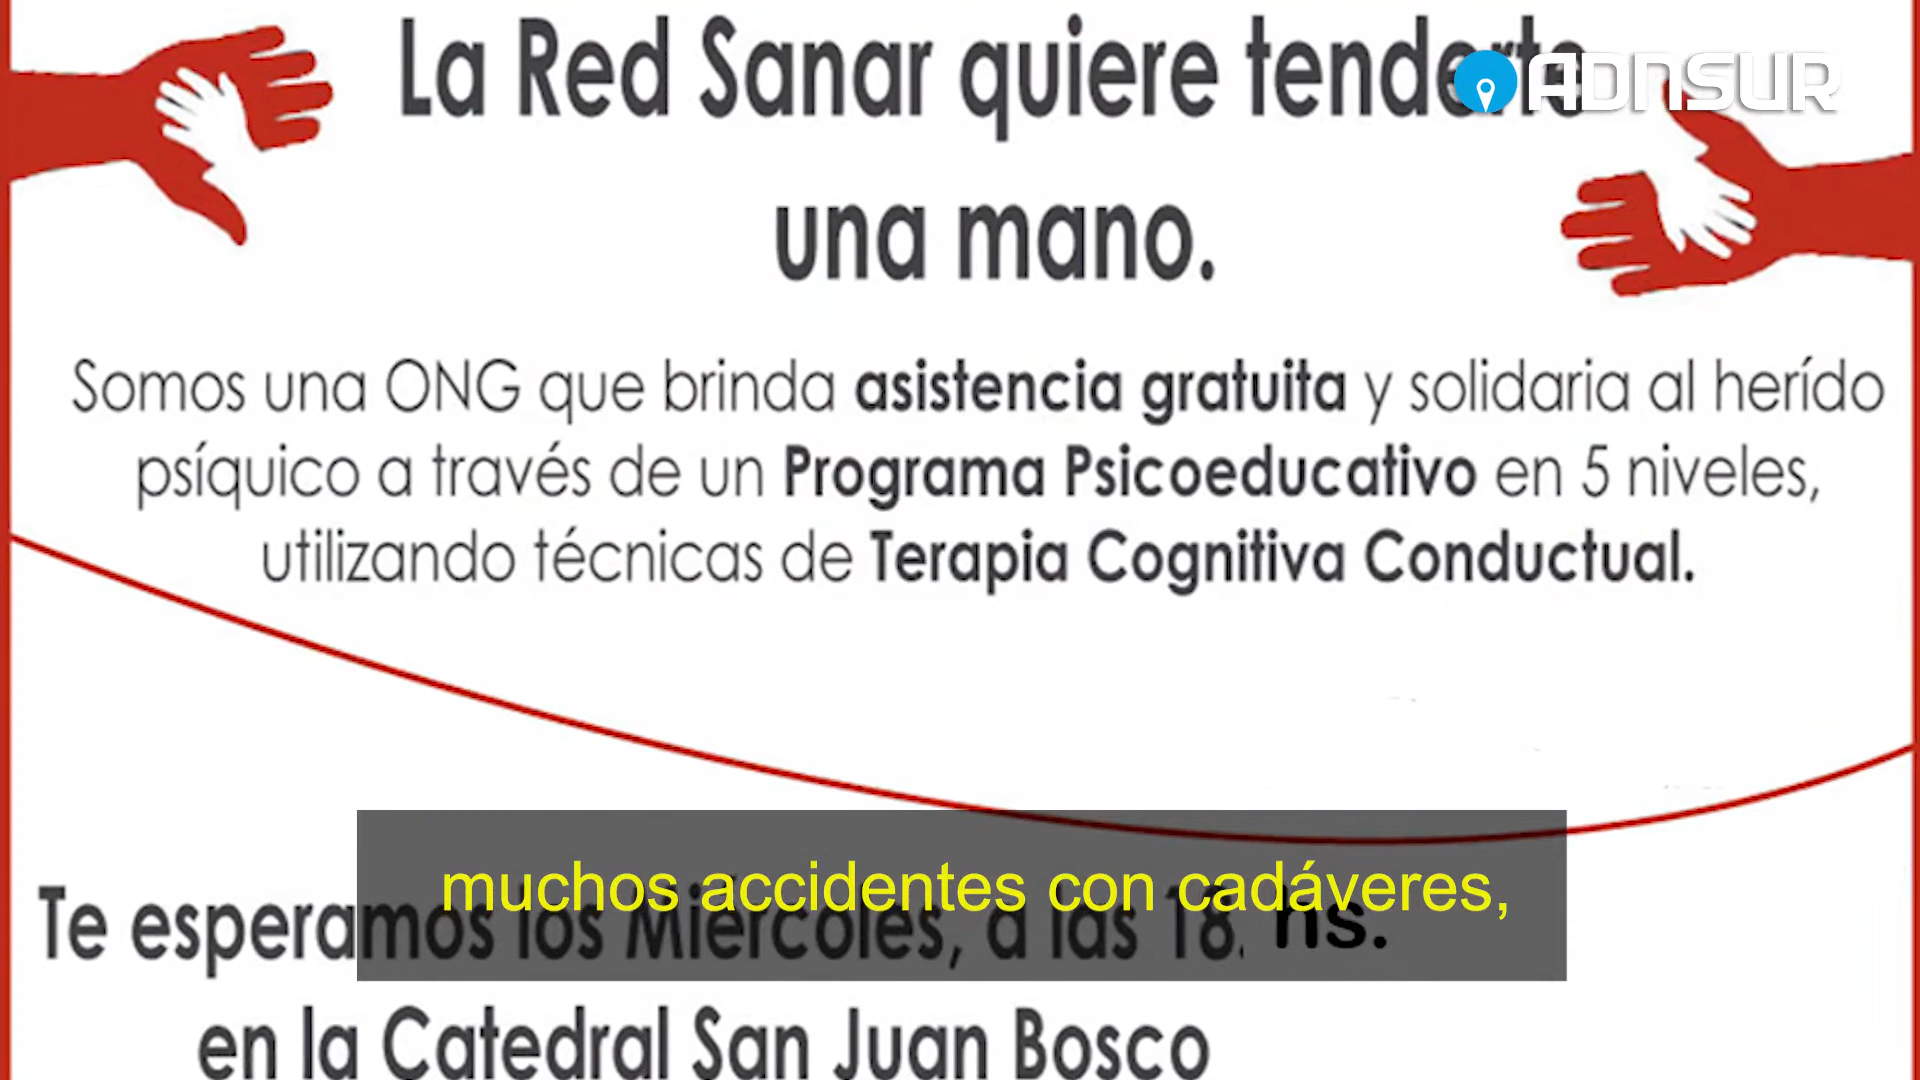 La Red Sanar quiere tenderte
ADNSUR
una mano.
Somos una ONG que brinda asistencia gratuita y solidaria al herído
psíquico a través de un Programa Psicoeducativo en 5 niveles,
utilizando técnicas de Terapia Cognitiva Conductual.
muchos accidentes con cadáveres,
Te esperamos los Miércoles, a las 18. hs.
en la Catedral San Juan Bosco